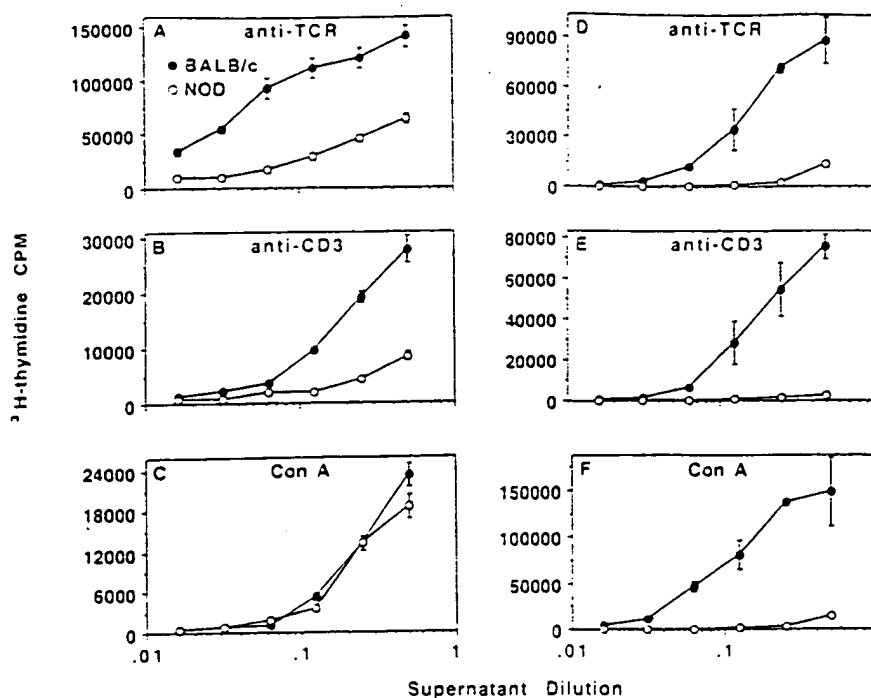 A anti-TCR
150000
100000
50000
0
● BALB/c
○ NOD
D anti-TCR
90000
60000
30000
0
B anti-CD3
30000
20000
10000
0
E anti-CD3
80000
60000
40000
20000
0
C Con A
24000
18000
12000
6000
0
.01 .1 1
F Con A
150000
100000
50000
0
.01 .1
³H-thymidine CPM
Supernatant Dilution